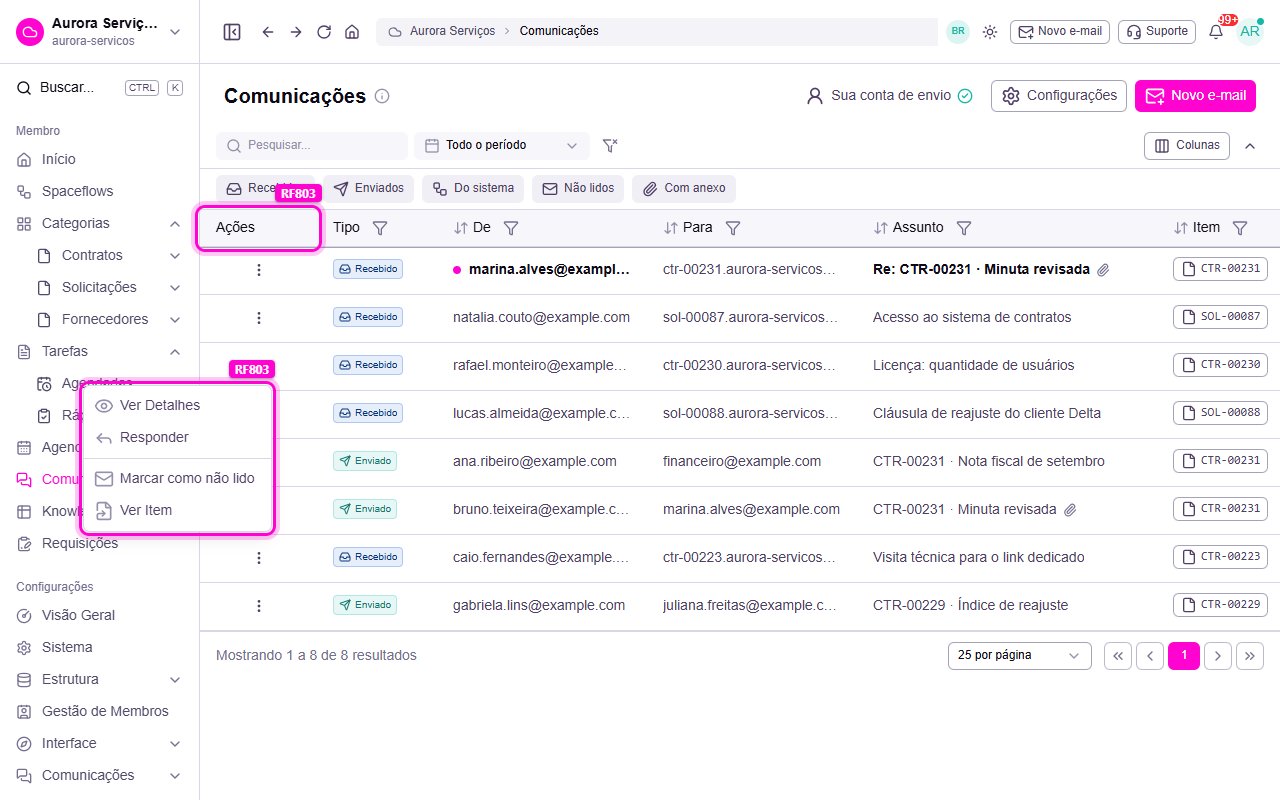 Aurora Serviç...
aurora-servicos
Aurora Serviços
Comunicações
BR
Novo e-mail
Suporte
99+
AR
Buscar...
CTRL
K
Membro
Início
Spaceflows
Categorias
Contratos
Solicitações
Fornecedores
Tarefas
Requisições
Configurações
Visão Geral
Sistema
Estrutura
Gestão de Membros
Interface
Comunicações
Comunicações
Sua conta de envio
Configurações
Novo e-mail
Pesquisar...
Todo o período
Colunas
RF803
Enviados
Do sistema
Não lidos
Com anexo
Ações
Tipo
De
Para
Assunto
Item
Recebido
marina.alves@exampl...
ctr-00231.aurora-servicos...
Re: CTR-00231 · Minuta revisada
CTR-00231
Recebido
natalia.couto@example.com
sol-00087.aurora-servicos...
Acesso ao sistema de contratos
SOL-00087
Recebido
rafael.monteiro@example...
ctr-00230.aurora-servicos...
Licença: quantidade de usuários
CTR-00230
Recebido
lucas.almeida@example.c...
sol-00088.aurora-servicos...
Cláusula de reajuste do cliente Delta
SOL-00088
Enviado
ana.ribeiro@example.com
financeiro@example.com
CTR-00231 · Nota fiscal de setembro
CTR-00231
Enviado
bruno.teixeira@example.c...
marina.alves@example.com
CTR-00231 · Minuta revisada
CTR-00231
Recebido
caio.fernandes@example....
ctr-00223.aurora-servicos...
Visita técnica para o link dedicado
CTR-00223
Enviado
gabriela.lins@example.com
juliana.freitas@example.c...
CTR-00229 · Índice de reajuste
CTR-00229
RF803
Ver Detalhes
Responder
Marcar como não lido
Ver Item
Mostrando 1 a 8 de 8 resultados
25 por página
1